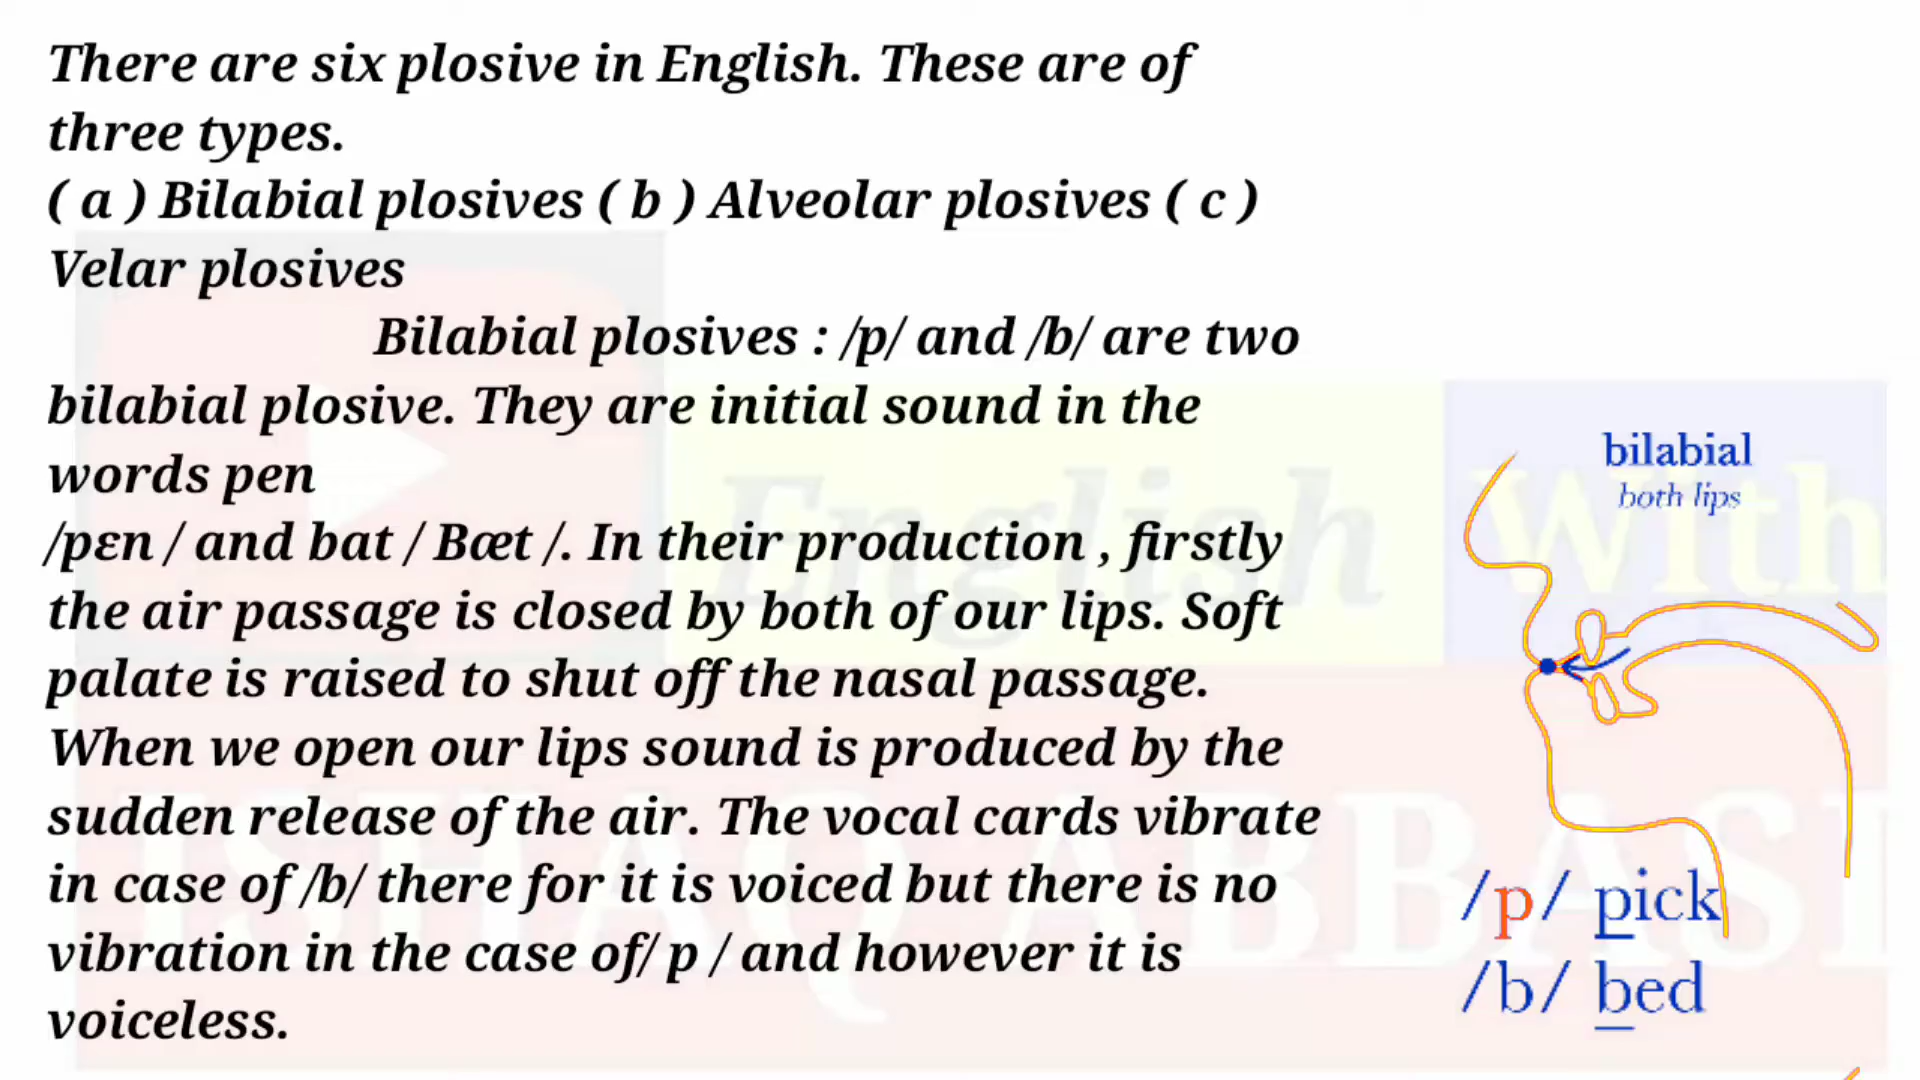 There are six plosive in English. These are of
three types.
( a ) Bilabial plosives ( b ) Alveolar plosives ( c )
Velar plosives
Bilabial plosives : /p/ and /b/ are two
bilabial plosive. They are initial sound in the
words pen
/pɛn / and bat / Bæt /. In their production , firstly
the air passage is closed by both of our lips. Soft
palate is raised to shut off the nasal passage.
When we open our lips sound is produced by the
sudden release of the air. The vocal cards vibrate
in case of /b/ there for it is voiced but there is no
vibration in the case of/ p / and however it is
voiceless.
bilabial
both lips
/p/ pick
/b/ bed
English With
ISHAQ ABBASI